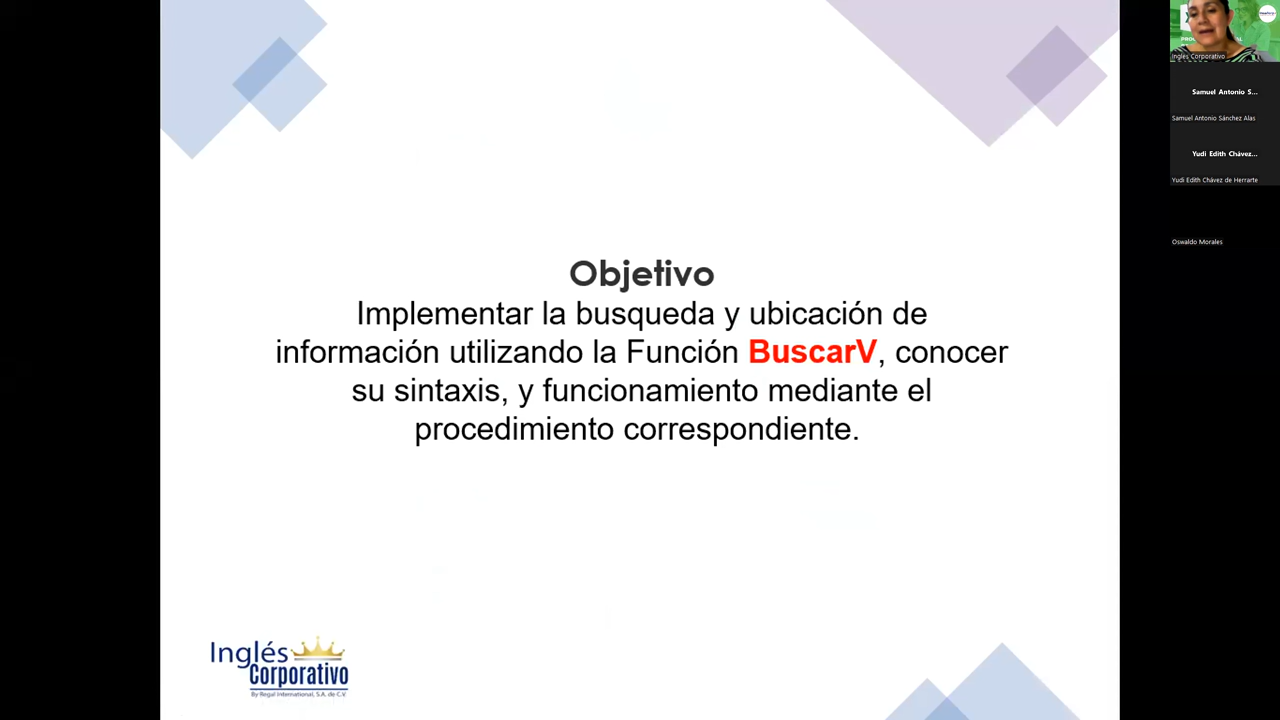 Objetivo
Implementar la busqueda y ubicación de
información utilizando la Función BuscarV, conocer
su sintaxis, y funcionamiento mediante el
procedimiento correspondiente.
Inglés
Corporativo
By Regal International, S.A. de C.V.
Inglés Corporativo
Samuel Antonio S...
Samuel Antonio Sánchez Alas
Yudi Edith Chávez...
Yudi Edith Chávez de Herrarte
Oswaldo Morales